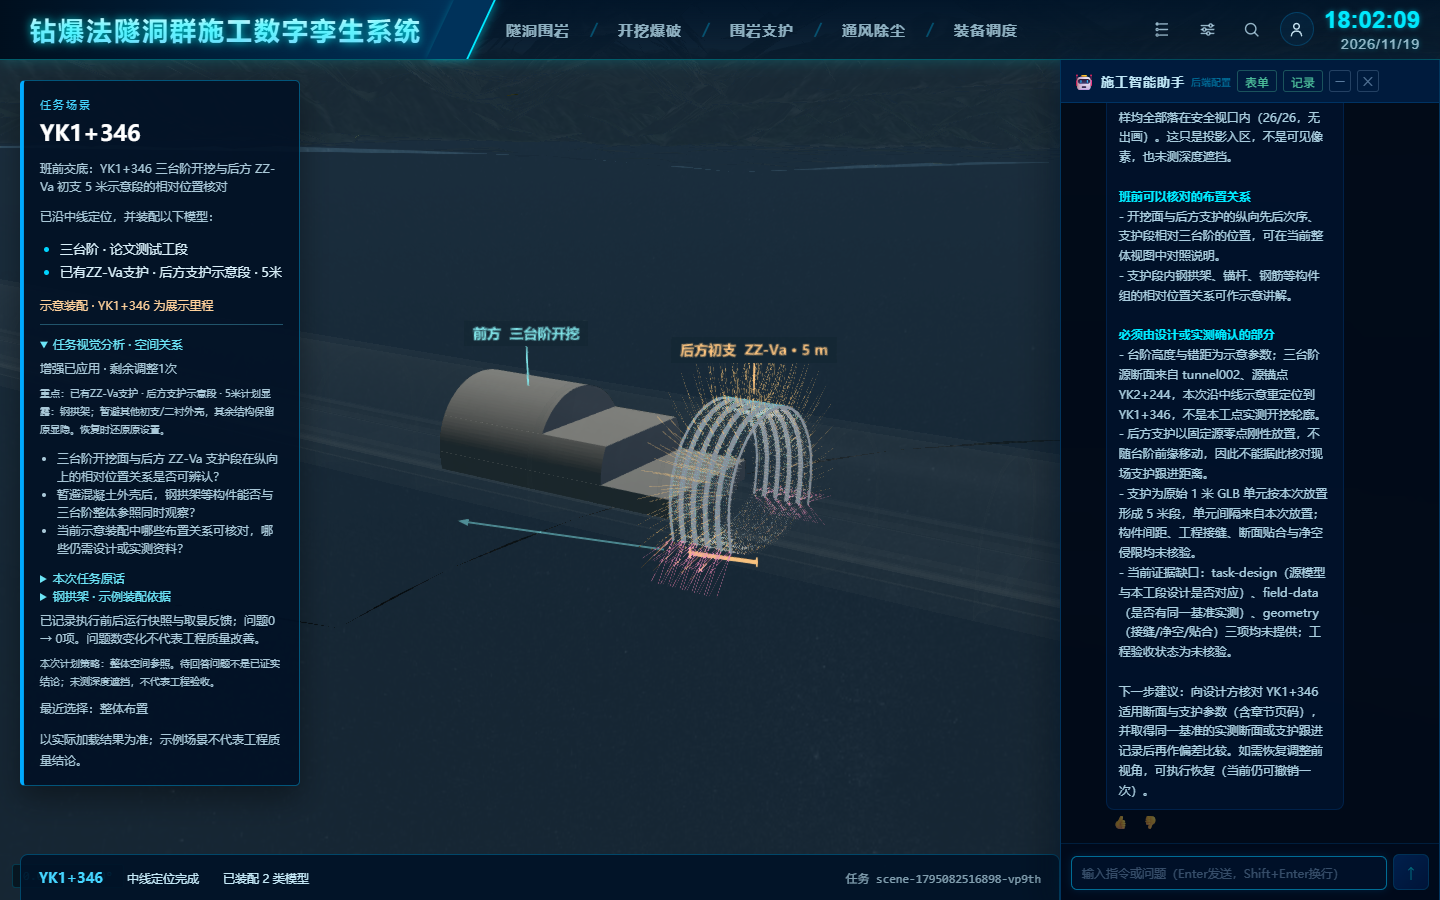 钻爆法隧洞群施工数字孪生系统
隧洞围岩 / 开挖爆破 / 围岩支护 / 通风除尘 / 装备调度
18:02:09
2026/11/19
任务场景
YK1+346
班前交底：YK1+346 三台阶开挖与后方 ZZ-
Va 初支 5 米示意段的相对位置核对
已沿中线定位，并装配以下模型：
三台阶 · 论文测试工段
已有ZZ-Va支护 · 后方支护示意段 · 5米
示意装配 · YK1+346 为展示里程
▼ 任务视觉分析 · 空间关系
增强已应用 · 剩余调整1次
重点：已有ZZ-Va支护 · 后方支护示意段 · 5米计划显
露：钢拱架；暂避其他初支/二衬外壳，其余结构保留
原显隐。恢复时还原原设置。
三台阶开挖面与后方 ZZ-Va 支护段在纵向
上的相对位置关系是否可辨认？
暂避混凝土外壳后，钢拱架等构件能否与
三台阶整体参照同时观察？
当前示意装配中哪些布置关系可核对，哪
些仍需设计或实测资料？
▶ 本次任务原话
▶ 钢拱架 · 示例装配依据
已记录执行前后运行快照与取景反馈；问题0
→ 0项。问题数变化不代表工程质量改善。
本次计划策略：整体空间参照。待回答问题不是已证实
结论；未测深度遮挡，不代表工程验收。
最近选择：整体布置
以实际加载结果为准；示例场景不代表工程质
量结论。
前方 三台阶开挖
后方初支 ZZ-Va · 5 m
YK1+346 中线定位完成 已装配 2 类模型
任务 scene-1795082516898-vp9th
施工智能助手 后端配置 表单 记录
样均全部落在安全视口内（26/26，无
出画）。这只是投影入区，不是可见像
素，也未测深度遮挡。
班前可以核对的布置关系
- 开挖面与后方支护的纵向先后次序、
支护段相对三台阶的位置，可在当前整
体视图中对照说明。
- 支护段内钢拱架、锚杆、钢筋等构件
组的相对位置关系可作示意讲解。
必须由设计或实测确认的部分
- 台阶高度与错距为示意参数；三台阶
源断面来自 tunnel002、源锚点
YK2+244，本次沿中线示意重定位到
YK1+346，不是本工点实测开挖轮廓。
- 后方支护以固定源零点刚性放置，不
随台阶前缘移动，因此不能据此核对现
场支护跟进距离。
- 支护为原始 1 米 GLB 单元按本次放置
形成 5 米段，单元间隔来自本次放置；
构件间距、工程接缝、断面贴合与净空
侵限均未核验。
- 当前证据缺口：task-design（源模型
与本工段设计是否对应）、field-data
（是否有同一基准实测）、geometry
（接缝/净空/贴合）三项均未提供；工
程验收状态为未核验。
下一步建议：向设计方核对 YK1+346
适用断面与支护参数（含章节页码），
并取得同一基准的实测断面或支护跟进
记录后再作偏差比较。如需恢复调整前
视角，可执行恢复（当前仍可撤销一
次）。
输入指令或问题（Enter发送，Shift+Enter换行）